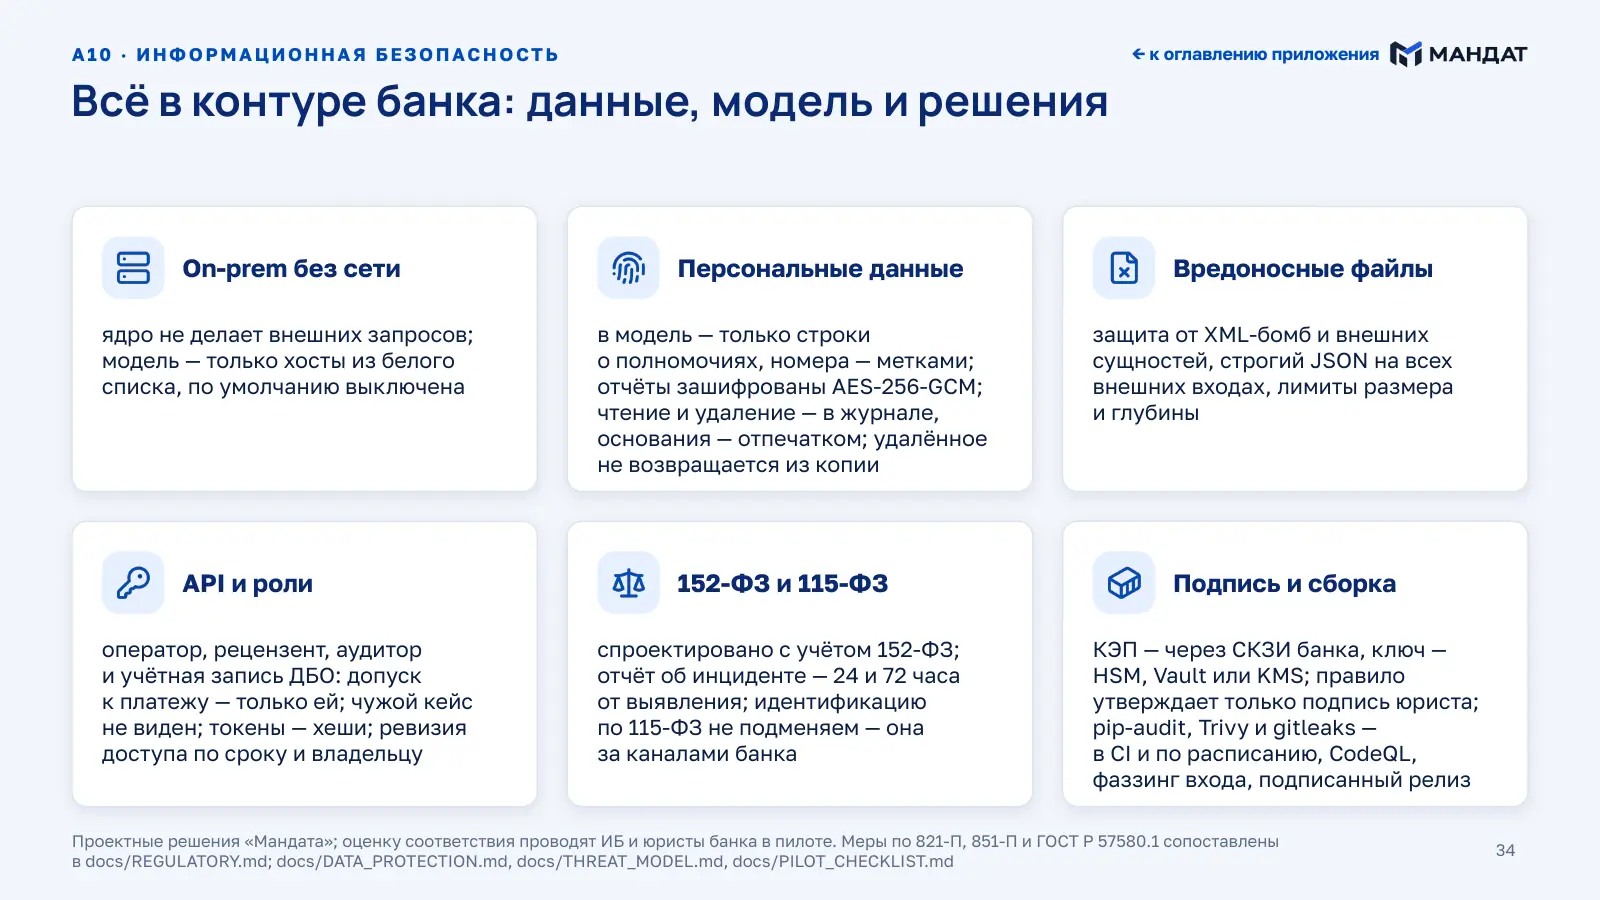 А10 · ИНФОРМАЦИОННАЯ БЕЗОПАСНОСТЬ
← к оглавлению приложения
МАНДАТ
Всё в контуре банка: данные, модель и решения
On-prem без сети
ядро не делает внешних запросов;
модель — только хосты из белого
списка, по умолчанию выключена
Персональные данные
в модель — только строки
о полномочиях, номера — метками;
отчёты зашифрованы AES-256-GCM;
чтение и удаление — в журнале,
основания — отпечатком; удалённое
не возвращается из копии
Вредоносные файлы
защита от XML-бомб и внешних
сущностей, строгий JSON на всех
внешних входах, лимиты размера
и глубины
API и роли
оператор, рецензент, аудитор
и учётная запись ДБО: допуск
к платежу — только ей; чужой кейс
не виден; токены — хеши; ревизия
доступа по сроку и владельцу
152-ФЗ и 115-ФЗ
спроектировано с учётом 152-ФЗ;
отчёт об инциденте — 24 и 72 часа
от выявления; идентификацию
по 115-ФЗ не подменяем — она
за каналами банка
Подпись и сборка
КЭП — через СКЗИ банка, ключ —
HSM, Vault или KMS; правило
утверждает только подпись юриста;
pip-audit, Trivy и gitleaks —
в CI и по расписанию, CodeQL,
фаззинг входа, подписанный релиз
Проектные решения «Мандата»; оценку соответствия проводят ИБ и юристы банка в пилоте. Меры по 821-П, 851-П и ГОСТ Р 57580.1 сопоставлены
в docs/REGULATORY.md; docs/DATA_PROTECTION.md, docs/THREAT_MODEL.md, docs/PILOT_CHECKLIST.md
34